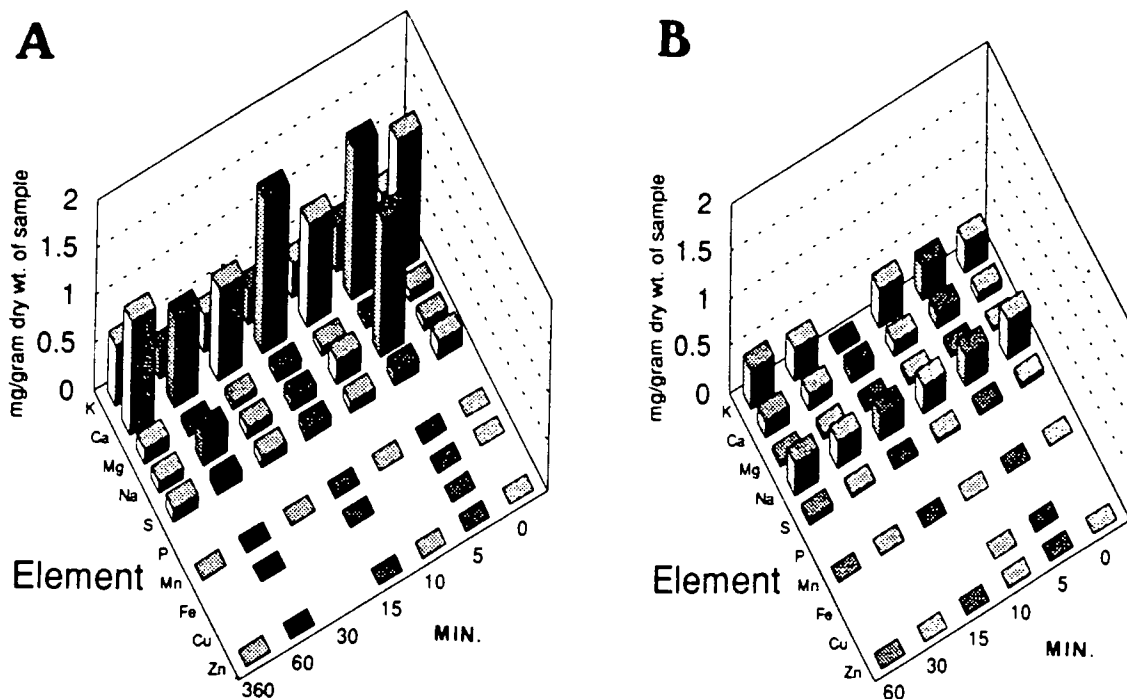 A
mg/gram dry wt. of sample
2
1.5
1
0.5
0
K
Ca
Mg
Na
S
P
Mn
Fe
Cu
Zn
Element
360
60
30
15
10
5
0
MIN.
B
mg/gram dry wt. of sample
2
1.5
1
0.5
0
K
Ca
Mg
Na
S
P
Mn
Fe
Cu
Zn
Element
60
30
15
10
5
0
MIN.